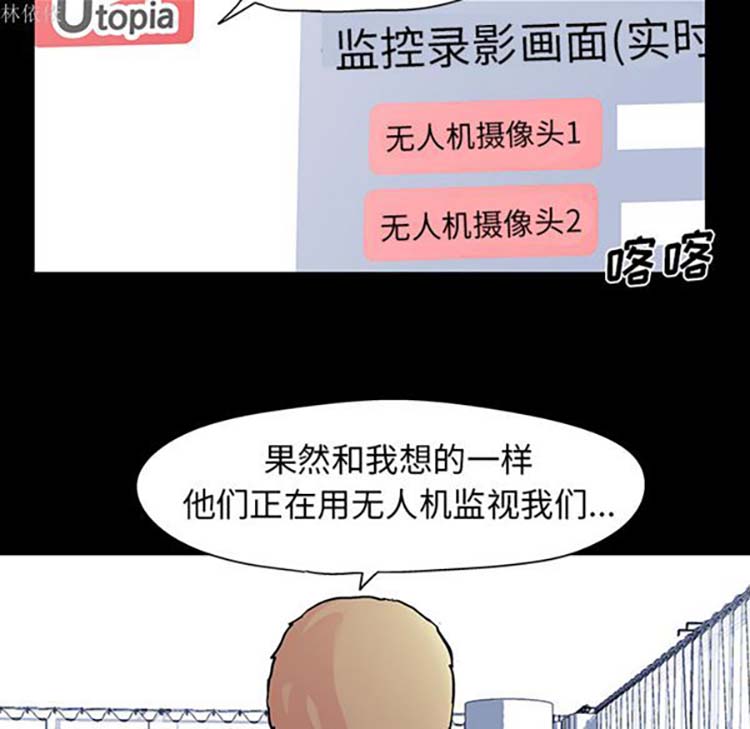 林依
Utopia
监控录影画面(实时
无人机摄像头1
无人机摄像头2
喀喀
果然和我想的一样
他们正在用无人机监视我们...